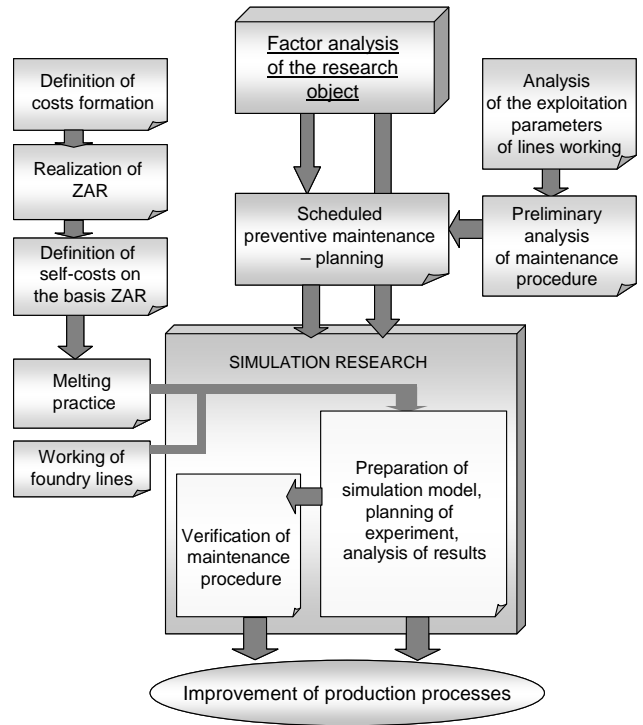 Factor analysis
of the research
object
Definition of
costs formation
Realization of
ZAR
Definition of
self-costs on
the basis ZAR
Melting
practice
Working of
foundry lines
Analysis
of the exploitation
parameters
of lines working
Preliminary
analysis
of maintenance
procedure
Scheduled
preventive maintenance
– planning
SIMULATION RESEARCH
Preparation of
simulation model,
planning of
experiment,
analysis of results
Verification of
maintenance
procedure
Improvement of production processes